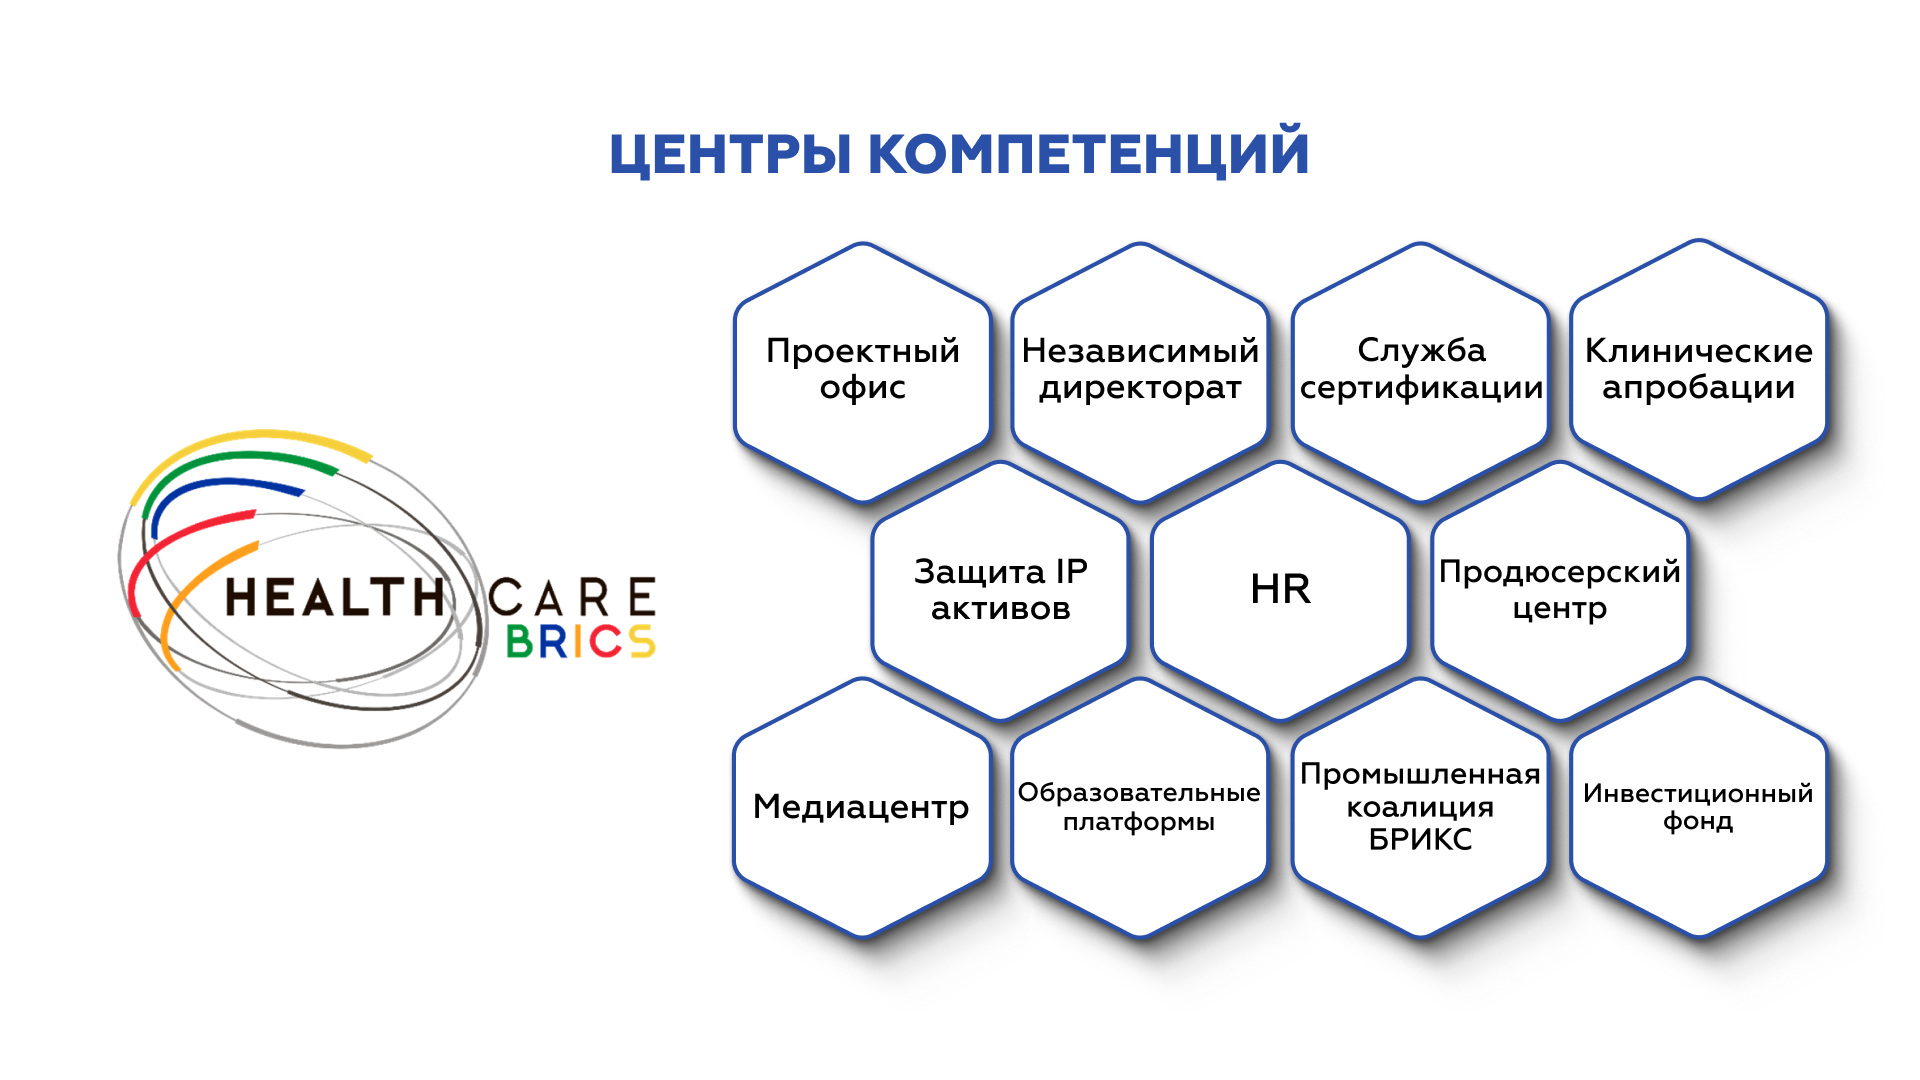 ЦЕНТРЫ КОМПЕТЕНЦИЙ
HEALTH CARE
BRICS
Проектный
офис
Независимый
директорат
Служба
сертификации
Клинические
апробации
Защита IP
активов
HR
Продюсерский
центр
Медиацентр
Образовательные
платформы
Промышленная
коалиция
БРИКС
Инвестиционный
фонд